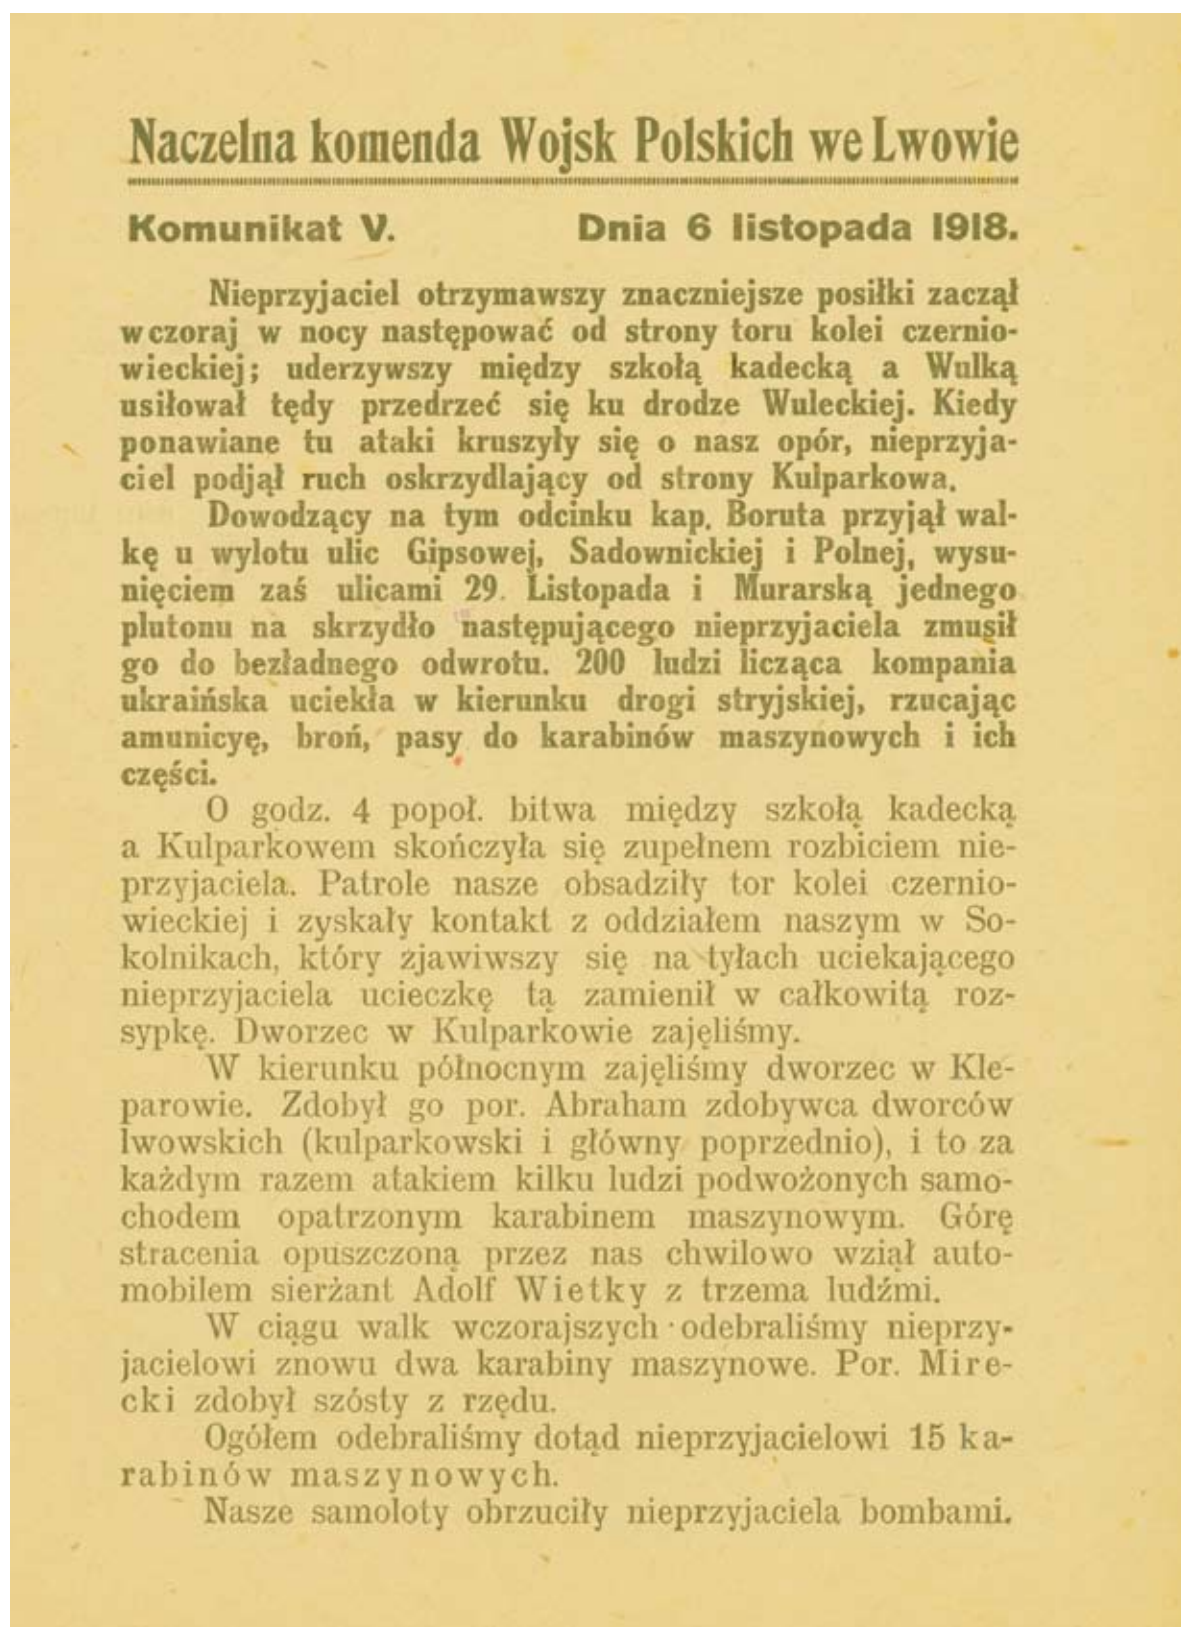 Naczelna komenda Wojsk Polskich we Lwowie
Komunikat V. Dnia 6 listopada 1918.
Nieprzyjaciel otrzymawszy znaczniejsze posiłki zaczął
wczoraj w nocy następować od strony toru kolei czernio-
wieckiej; uderzywszy między szkołą kadecką a Wulką
usiłował tędy przedrzeć się ku drodze Wuleckiej. Kiedy
ponawiane tu ataki kruszyły się o nasz opór, nieprzyja-
ciel podjął ruch oskrzydlający od strony Kulparkowa.
Dowodzący na tym odcinku kap. Boruta przyjął wal-
kę u wylotu ulic Gipsowej, Sadownickiej i Polnej, wysu-
nięciem zaś ulicami 29. Listopada i Murarską jednego
plutonu na skrzydło następującego nieprzyjaciela zmusił
go do bezładnego odwrotu. 200 ludzi licząca kompania
ukraińska uciekła w kierunku drogi stryjskiej, rzucając
amunicyę, broń, pasy do karabinów maszynowych i ich
części.
O godz. 4 popoł. bitwa między szkołą kadecką
a Kulparkowem skończyła się zupełnem rozbiciem nie-
przyjaciela. Patrole nasze obsadziły tor kolei czernio-
wieckiej i zyskały kontakt z oddziałem naszym w So-
kolnikach, który zjawiwszy się na tyłach uciekającego
nieprzyjaciela ucieczkę tą zamienił w całkowitą roz-
sypkę. Dworzec w Kulparkowie zajęliśmy.
W kierunku północnym zajęliśmy dworzec w Kle-
parowie. Zdobył go por. Abraham zdobywca dworców
lwowskich (kulparkowski i główny poprzednio), i to za
każdym razem atakiem kilku ludzi podwożonych samo-
chodem opatrzonym karabinem maszynowym. Górę
stracenia opuszczoną przez nas chwilowo wziął auto-
mobilem sierżant Adolf Wietky z trzema ludźmi.
W ciągu walk wczorajszych odebraliśmy nieprzy-
jacielowi znowu dwa karabiny maszynowe. Por. Mire-
cki zdobył szósty z rzędu.
Ogółem odebraliśmy dotąd nieprzyjacielowi 15 ka-
rabinów maszynowych.
Nasze samoloty obrzuciły nieprzyjaciela bombami.